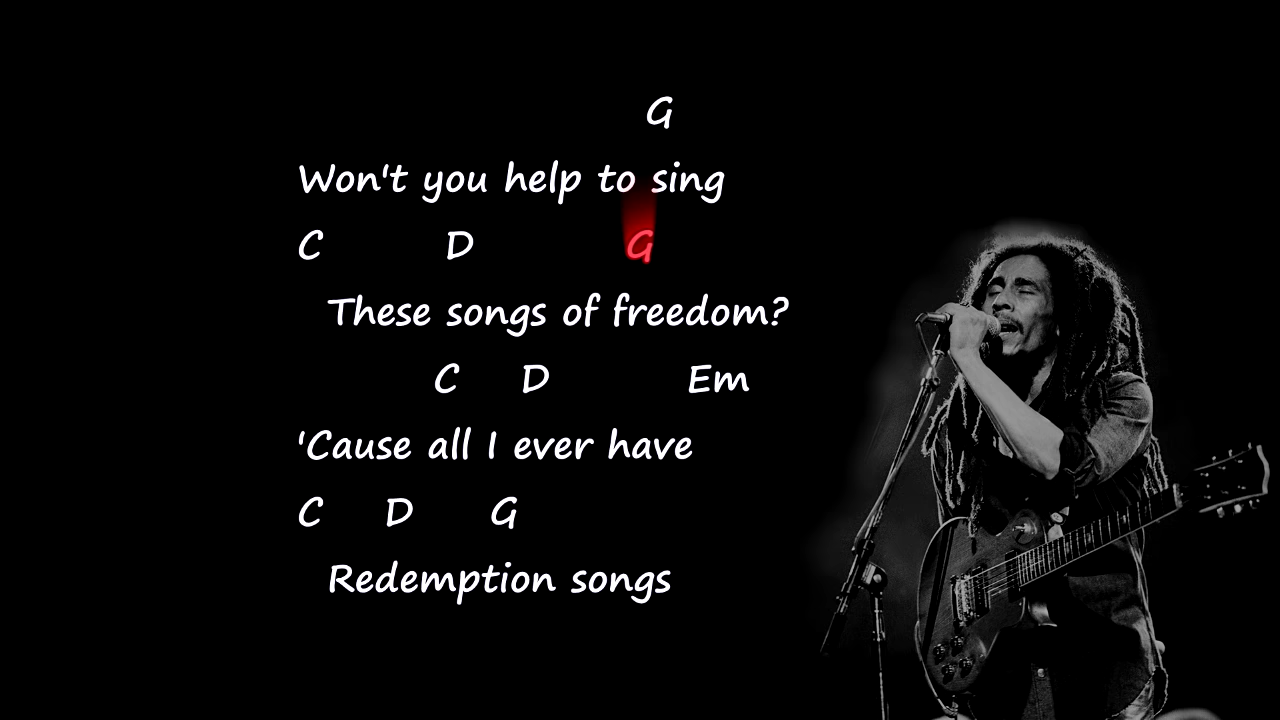 G
Won't you help to sing
C D G
These songs of freedom?
C D Em
'Cause all I ever have
C D G
Redemption songs